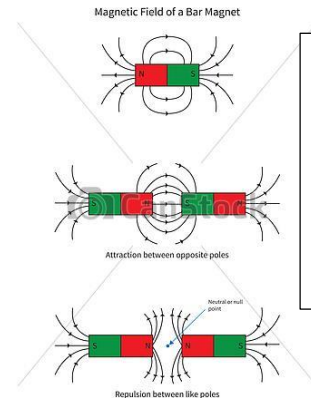 Magnetic Field of a Bar Magnet
N S
S N S N
Attraction between opposite poles
Neutral or null
point
S N N S
Repulsion between like poles